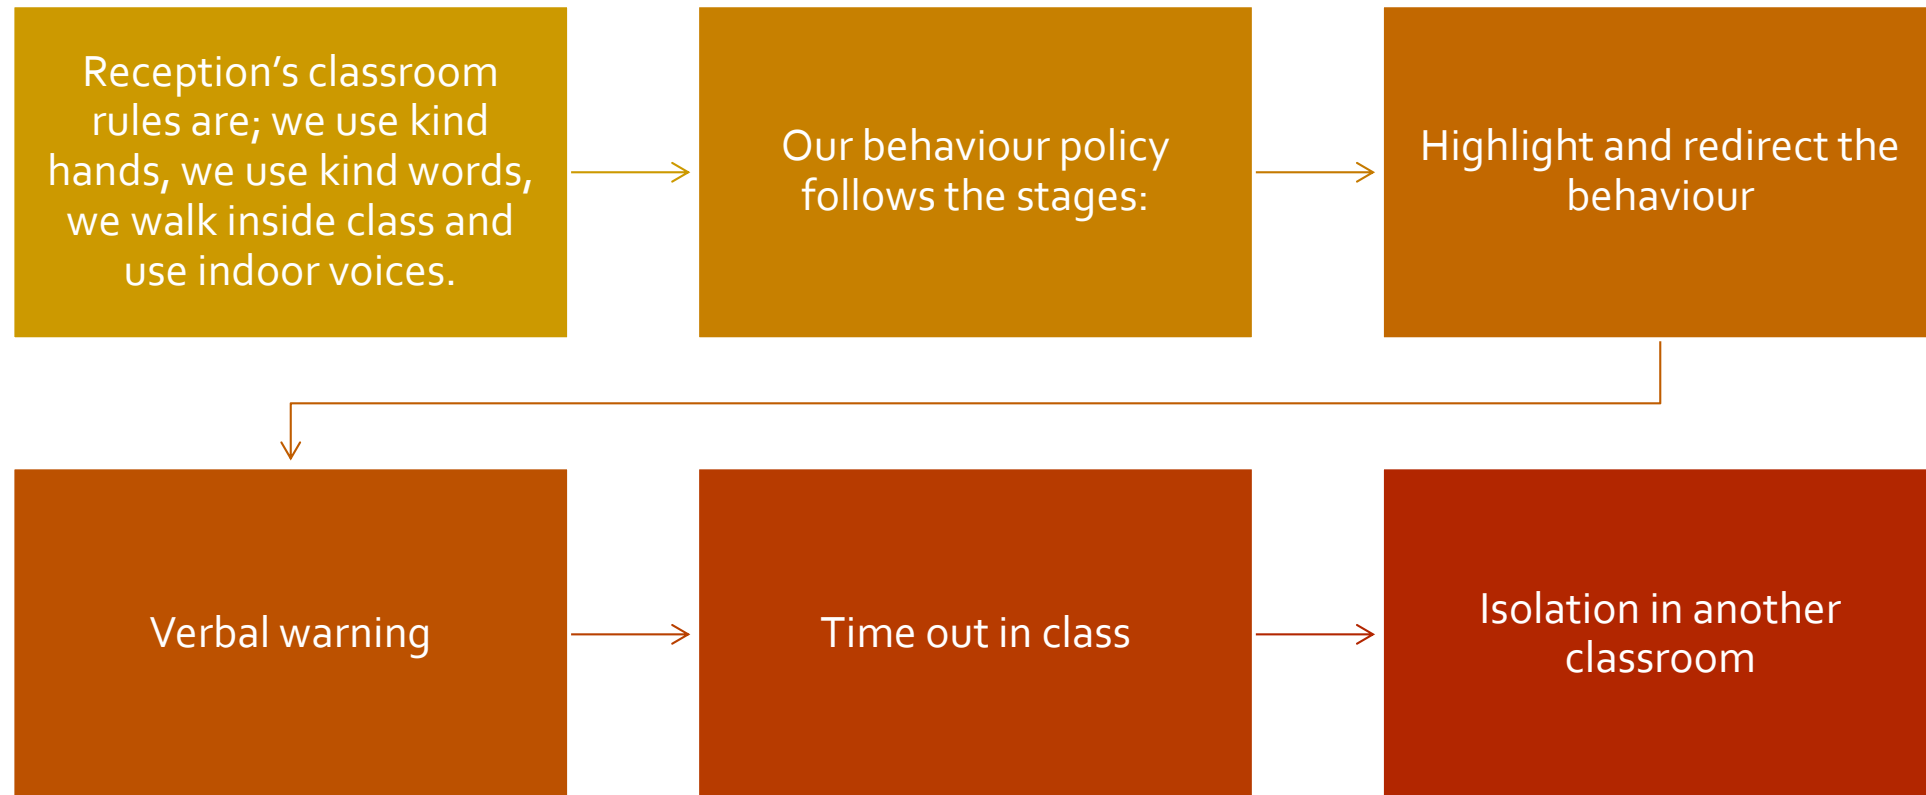 Reception's classroom
rules are; we use kind
hands, we use kind words,
we walk inside class and
use indoor voices.
Our behaviour policy
follows the stages:
Highlight and redirect the
behaviour
Verbal warning
Time out in class
Isolation in another
classroom